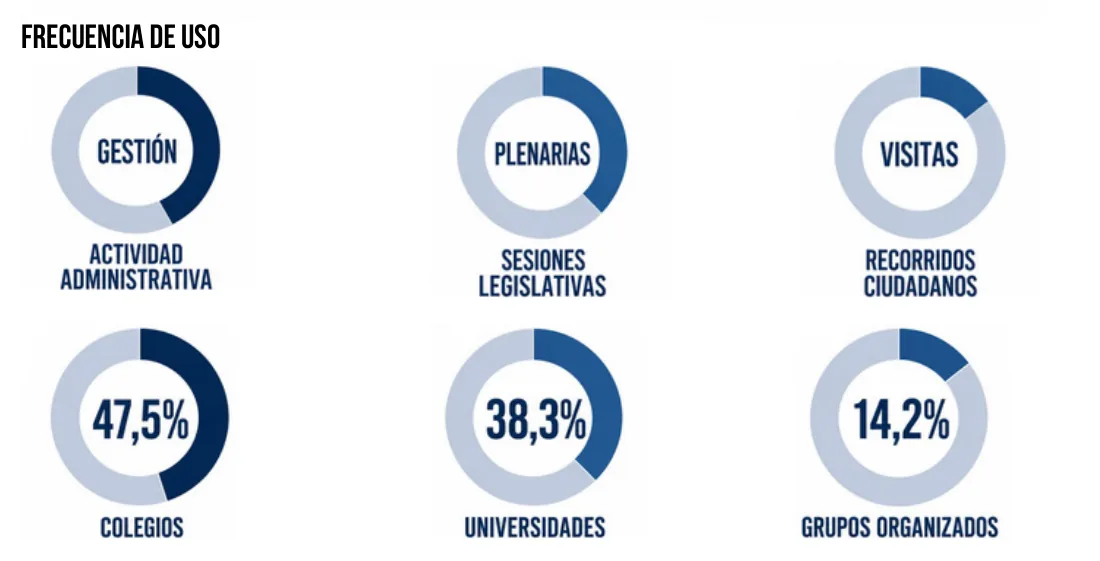 FRECUENCIA DE USO
GESTIÓN
PLENARIAS
VISITAS
ACTIVIDAD
ADMINISTRATIVA
SESIONES
LEGISLATIVAS
RECORRIDOS
CIUDADANOS
47,5%
38,3%
14,2%
COLEGIOS
UNIVERSIDADES
GRUPOS ORGANIZADOS